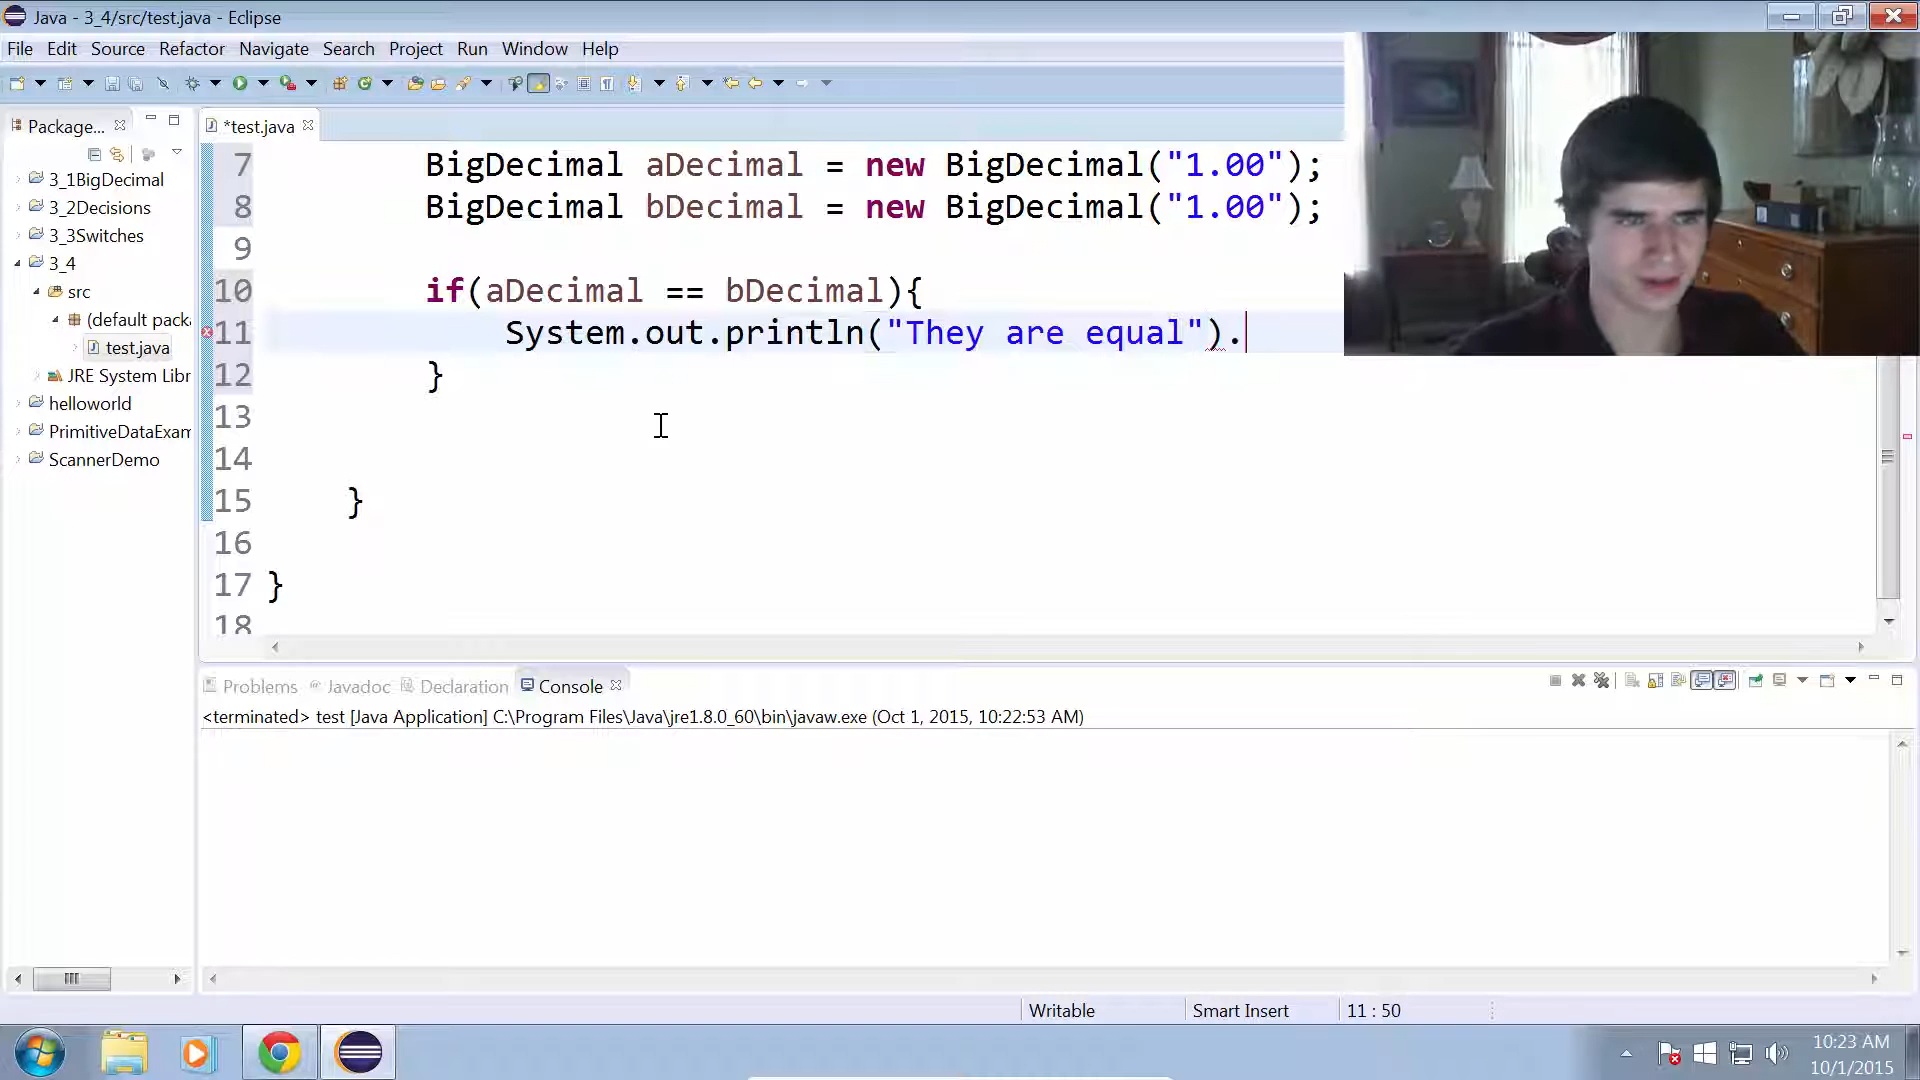 Java - 3_4/src/test.java - Eclipse
File Edit Source Refactor Navigate Search Project Run Window Help
Package...
*test.java
3_1BigDecimal
3_2Decisions
3_3Switches
3_4
src
(default pack
test.java
JRE System Libr
helloworld
PrimitiveDataExam
ScannerDemo
7 BigDecimal aDecimal = new BigDecimal("1.00");
8 BigDecimal bDecimal = new BigDecimal("1.00");
9
10 if(aDecimal == bDecimal){
11 System.out.println("They are equal").
12 }
13
14
15 }
16
17 }
18
Problems Javadoc Declaration Console
<terminated> test [Java Application] C:\Program Files\Java\jre1.8.0_60\bin\javaw.exe (Oct 1, 2015, 10:22:53 AM)
Writable Smart Insert 11 : 50
10:23 AM
10/1/2015